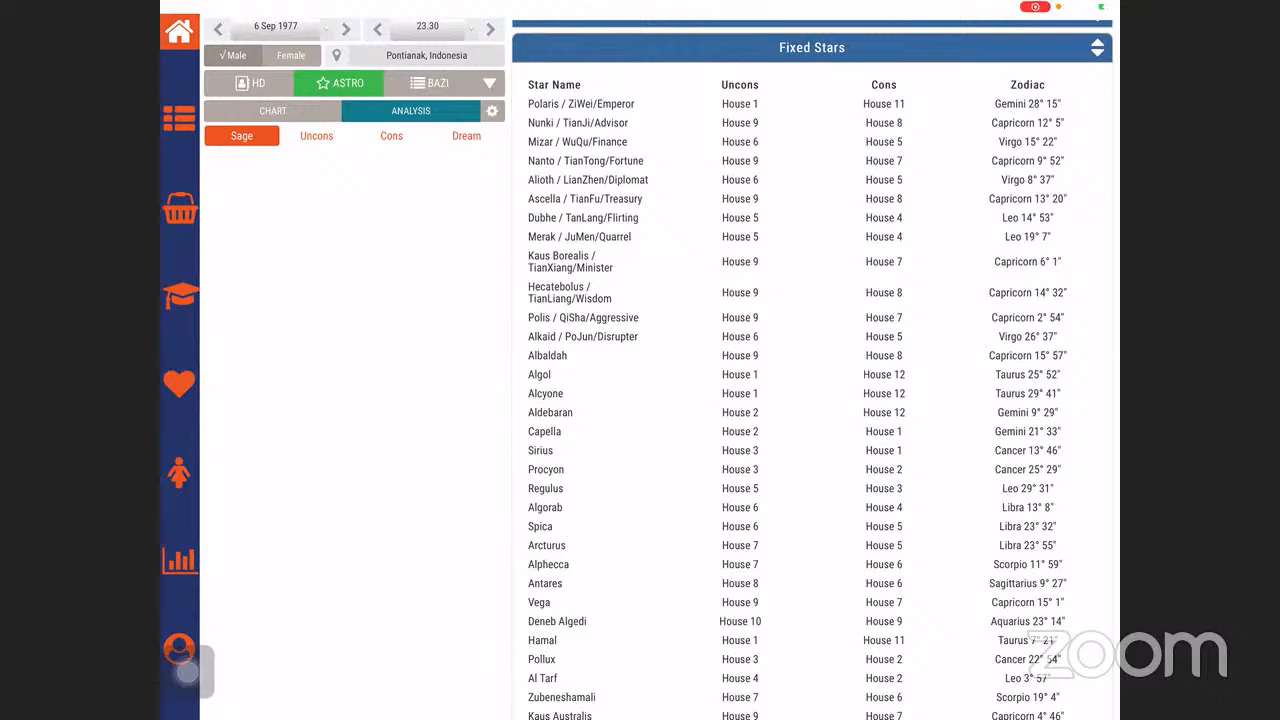 6 Sep 1977
23.30
√ Male
Female
Pontianak, Indonesia
HD
ASTRO
BAZI
CHART
ANALYSIS
Sage
Uncons
Cons
Dream
Fixed Stars
Star Name Uncons Cons Zodiac
Polaris / ZiWei/Emperor House 1 House 11 Gemini 28° 15"
Nunki / TianJi/Advisor House 9 House 8 Capricorn 12° 5"
Mizar / WuQu/Finance House 6 House 5 Virgo 15° 22"
Nanto / TianTong/Fortune House 9 House 7 Capricorn 9° 52"
Alioth / LianZhen/Diplomat House 6 House 5 Virgo 8° 37"
Ascella / TianFu/Treasury House 9 House 8 Capricorn 13° 20"
Dubhe / TanLang/Flirting House 5 House 4 Leo 14° 53"
Merak / JuMen/Quarrel House 5 House 4 Leo 19° 7"
Kaus Borealis /
TianXiang/Minister House 9 House 7 Capricorn 6° 1"
Hecatebolus /
TianLiang/Wisdom House 9 House 8 Capricorn 14° 32"
Polis / QiSha/Aggressive House 9 House 7 Capricorn 2° 54"
Alkaid / PoJun/Disrupter House 6 House 5 Virgo 26° 37"
Albaldah House 9 House 8 Capricorn 15° 57"
Algol House 1 House 12 Taurus 25° 52"
Alcyone House 1 House 12 Taurus 29° 41"
Aldebaran House 2 House 12 Gemini 9° 29"
Capella House 2 House 1 Gemini 21° 33"
Sirius House 3 House 1 Cancer 13° 46"
Procyon House 3 House 2 Cancer 25° 29"
Regulus House 5 House 3 Leo 29° 31"
Algorab House 6 House 4 Libra 13° 8"
Spica House 6 House 5 Libra 23° 32"
Arcturus House 7 House 5 Libra 23° 55"
Alphecca House 7 House 6 Scorpio 11° 59"
Antares House 8 House 6 Sagittarius 9° 27"
Vega House 9 House 7 Capricorn 15° 1"
Deneb Algedi House 10 House 9 Aquarius 23° 14"
Hamal House 1 House 11 Taurus 7° 21"
Pollux House 3 House 2 Cancer 22° 54"
Al Tarf House 4 House 2 Leo 3° 57"
Zubeneshamali House 7 House 6 Scorpio 19° 4"
Kaus Australis House 9 House 7 Capricorn 4° 46"
zoom